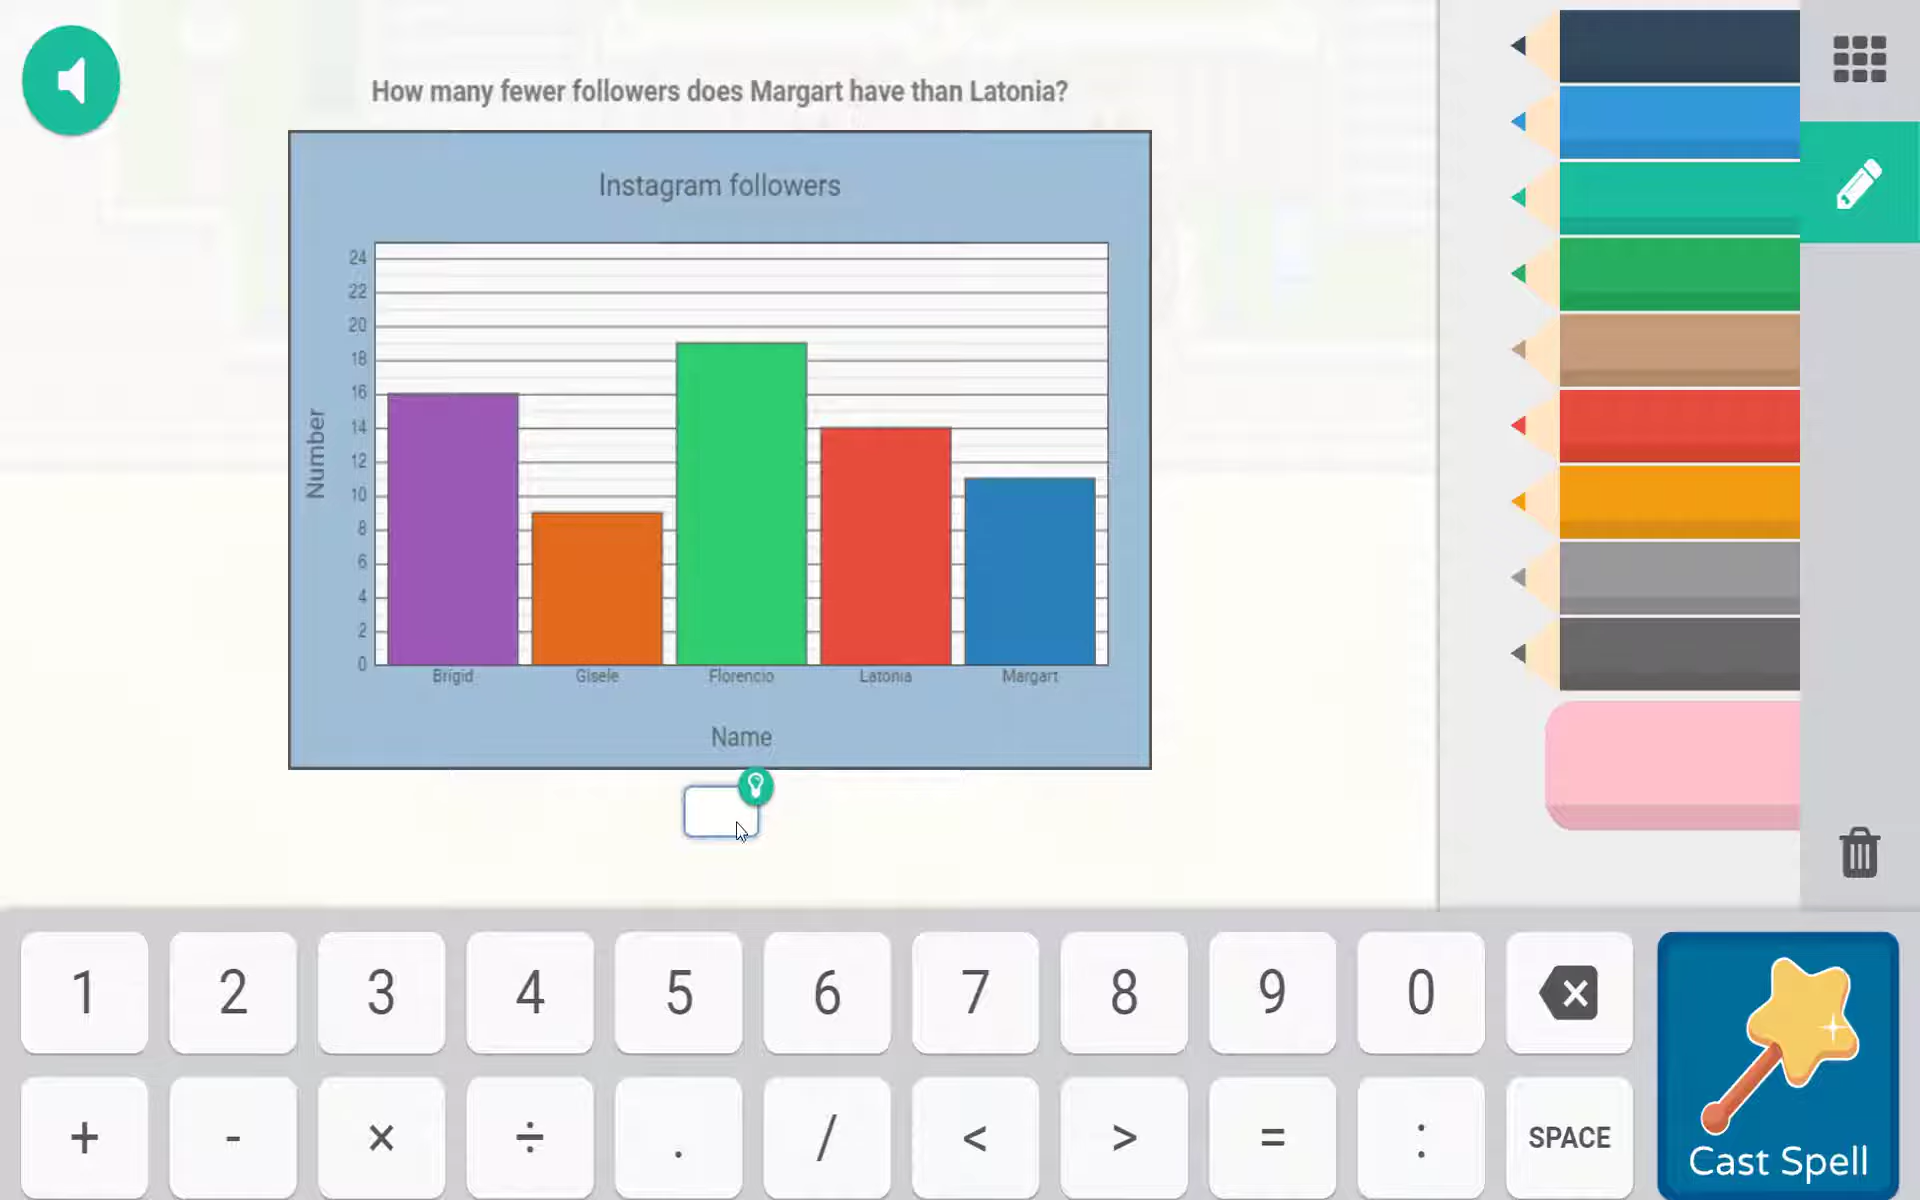 How many fewer followers does Margart have than Latonia?
Instagram followers
24
22
20
18
16
14
12
10
8
6
4
2
0
Number
Brigid Gisele Florencio Latonia Margart
Name
1 2 3 4 5 6 7 8 9 0
+ - × ÷ . / < > = : SPACE
Cast Spell